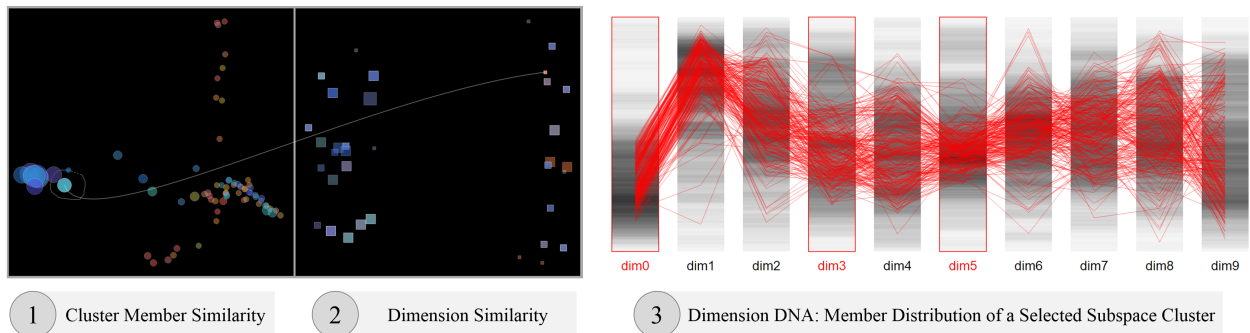 dim0 dim1 dim2 dim3 dim4 dim5 dim6 dim7 dim8 dim9
1 Cluster Member Similarity
2 Dimension Similarity
3 Dimension DNA: Member Distribution of a Selected Subspace Cluster